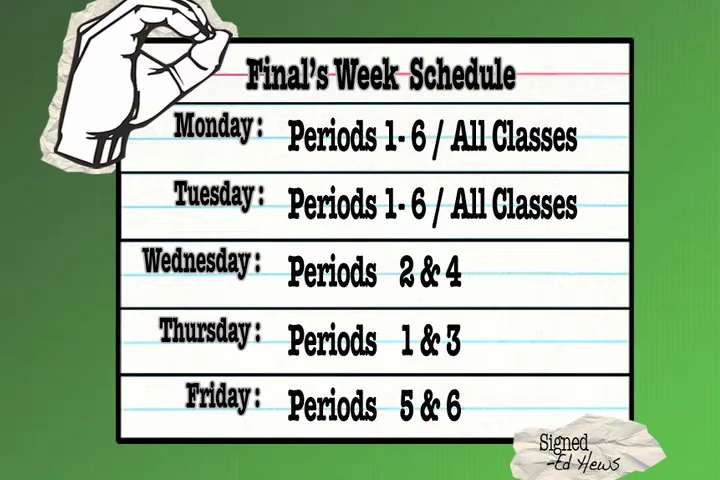 Final's Week Schedule
Monday: Periods 1-6 / All Classes
Tuesday: Periods 1-6 / All Classes
Wednesday: Periods 2 & 4
Thursday: Periods 1 & 3
Friday: Periods 5 & 6
Signed
-Ed Hews